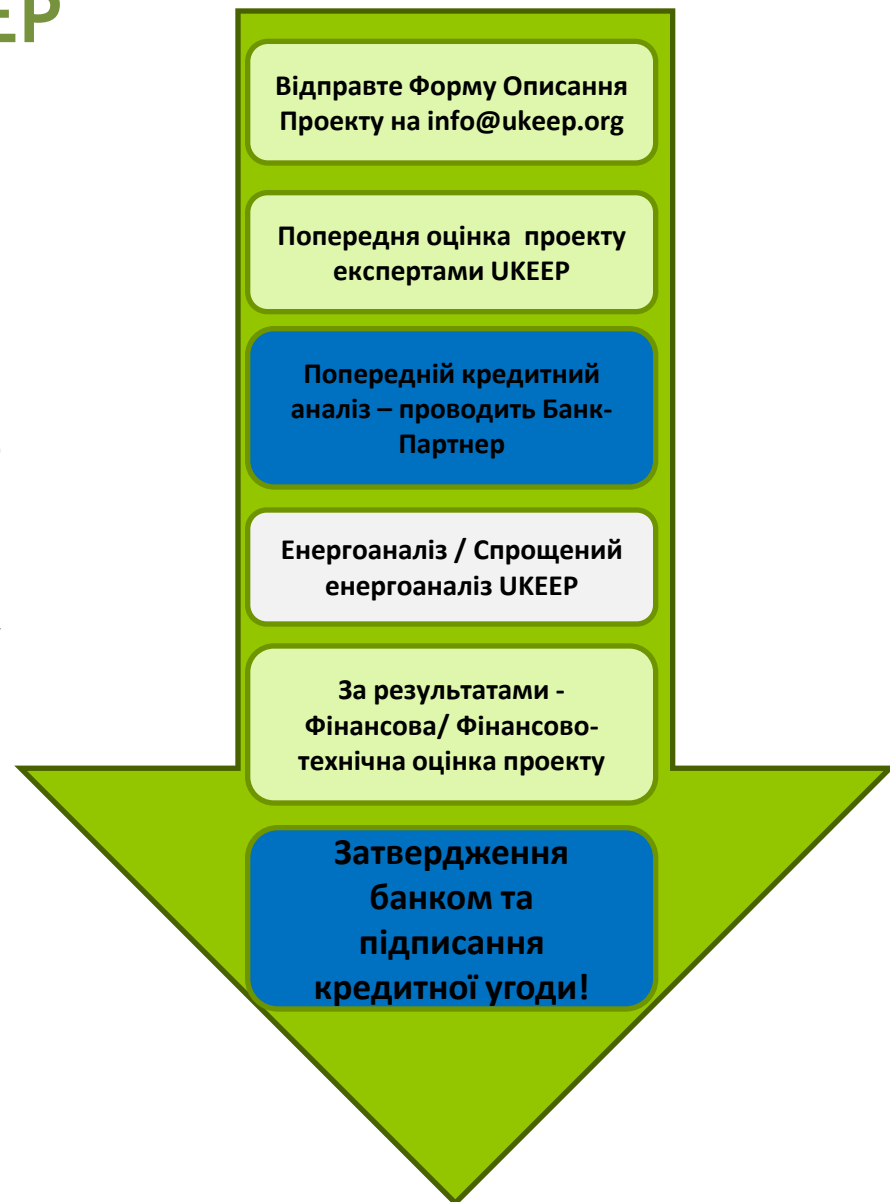 EP
Відправте Форму Описання
Проекту на info@ukeep.org
Попередня оцінка проекту
експертами UKEEP
Попередній кредитний
аналіз – проводить Банк-
Партнер
Енергоаналіз / Спрощений
енергоаналіз UKEEP
За результатами -
Фінансова/ Фінансово-
технічна оцінка проекту
Затвердження
банком та
підписання
кредитної угоди!